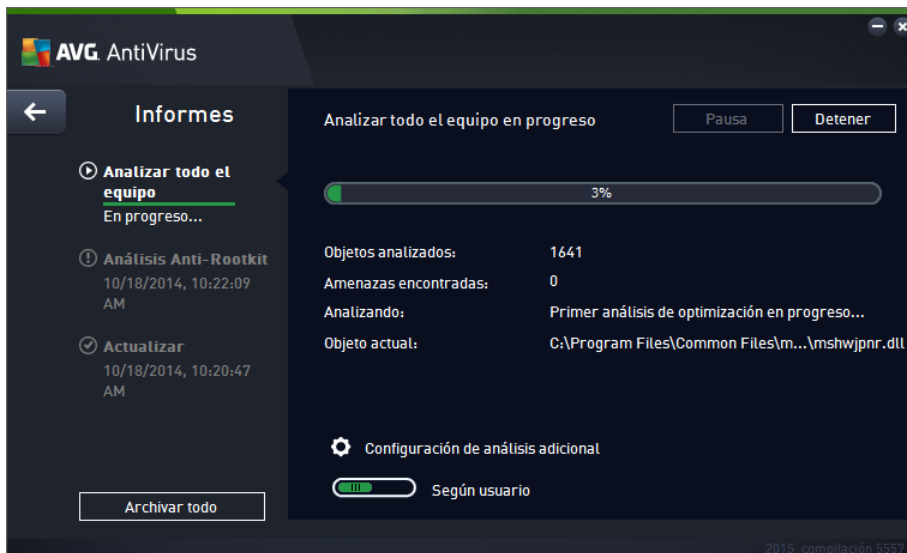 AVG. AntiVirus
Informes
Analizar todo el
equipo
En progreso...
Análisis Anti-Rootkit
10/18/2014, 10:22:09
AM
Actualizar
10/18/2014, 10:20:47
AM
Archivar todo
Analizar todo el equipo en progreso
Pausa
Detener
3%
Objetos analizados: 1641
Amenazas encontradas: 0
Analizando: Primer análisis de optimización en progreso...
Objeto actual: C:\Program Files\Common Files\m...\mshwjpnr.dll
Configuración de análisis adicional
Según usuario
2015 compilación 5557